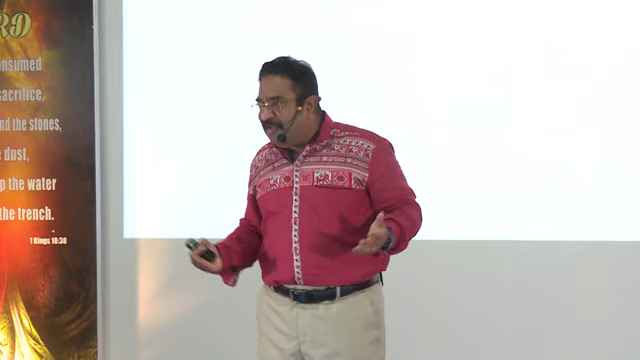 RD
onsumed
sacrifice,
nd the stones,
dust,
p the water
the trench.
1 Kings 18:38